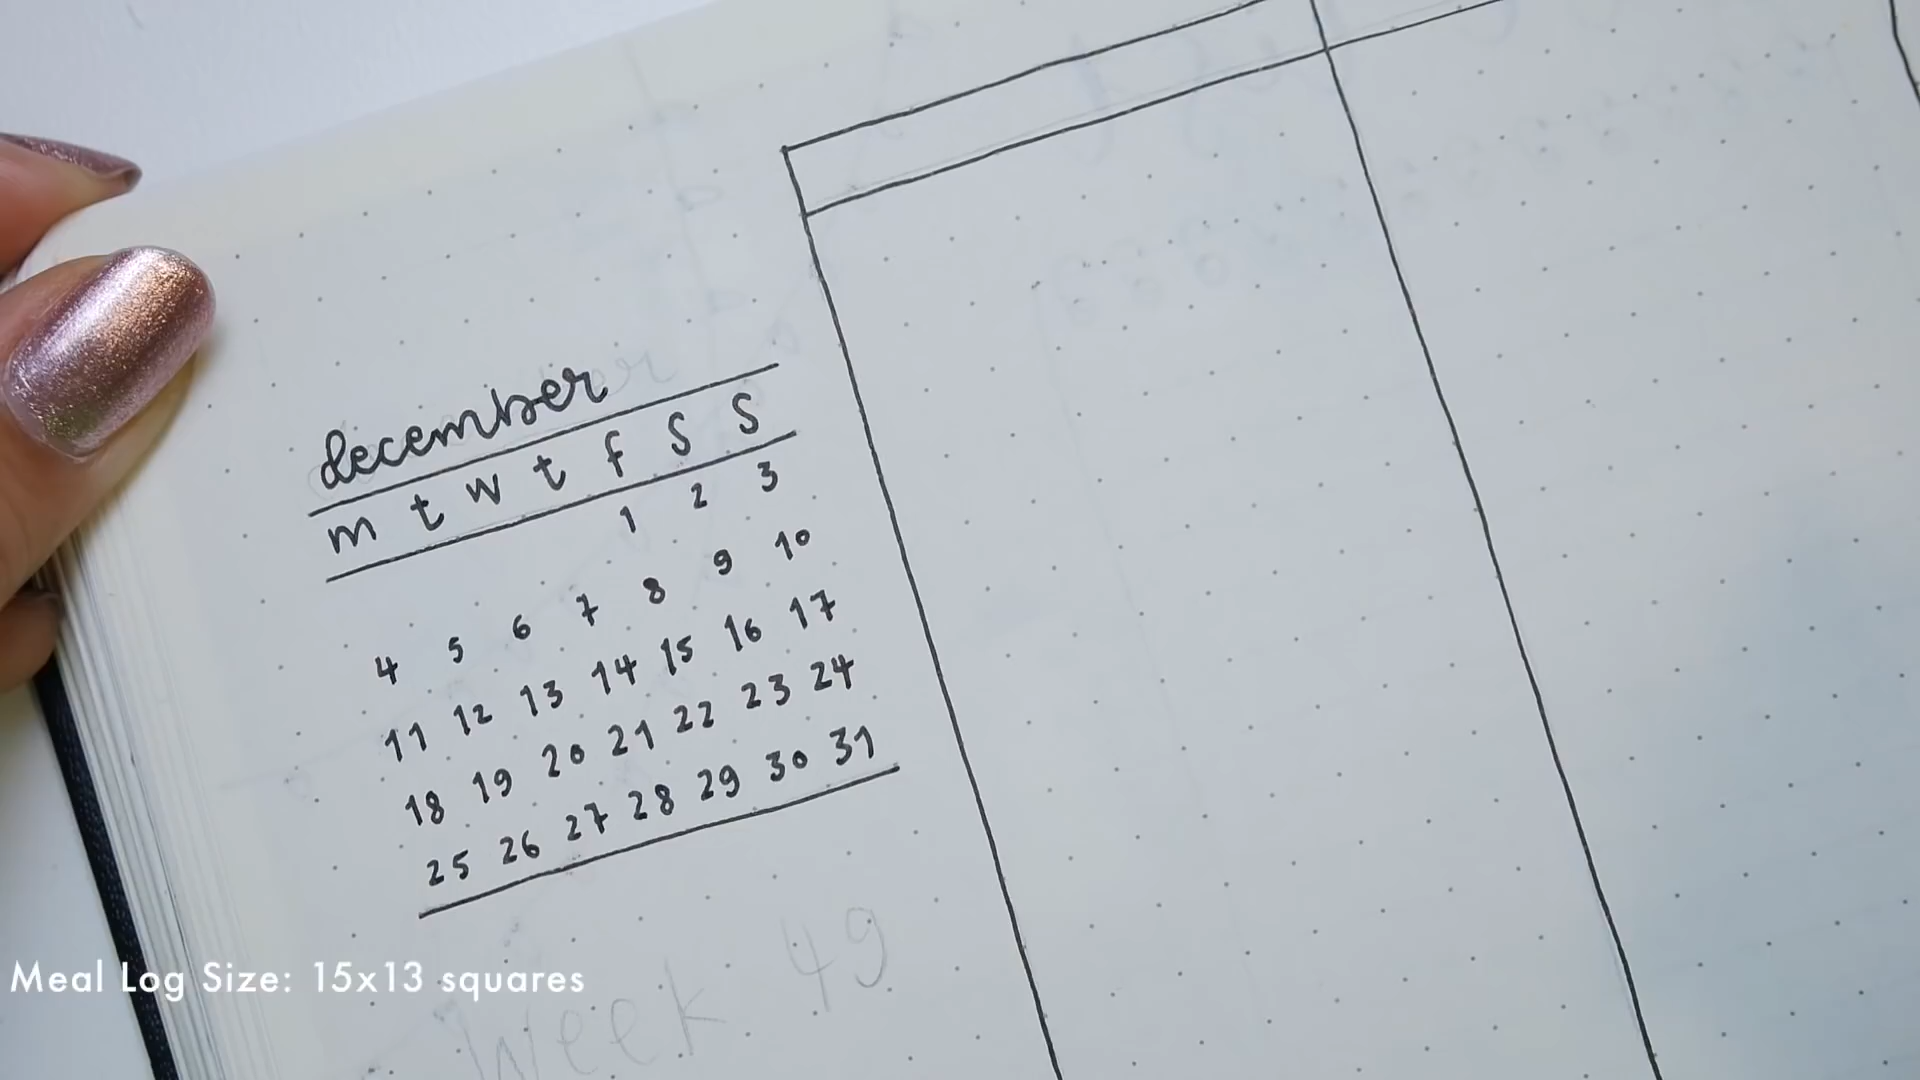 december
m t w t f s s
1 2 3
4 5 6 7 8 9 10
11 12 13 14 15 16 17
18 19 20 21 22 23 24
25 26 27 28 29 30 31
Week 49
Meal Log Size: 15x13 squares